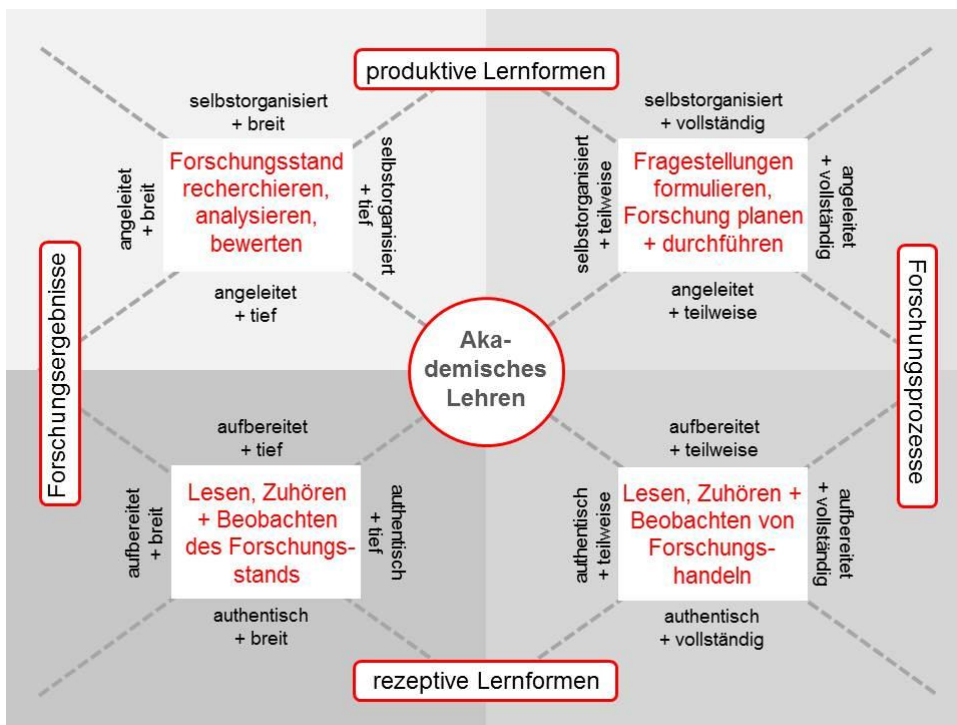 produktive Lernformen
selbstorganisiert
+ breit
angeleitet
+ breit
Forschungsstand
recherchieren,
analysieren,
bewerten
selbstorganisiert
+ tief
angeleitet
+ tief
selbstorganisiert
+ vollständig
selbstorganisiert
+ teilweise
Fragestellungen
formulieren,
Forschung planen
+ durchführen
angeleitet
+ vollständig
angeleitet
+ teilweise
Forschungsergebnisse
Aka-
demisches
Lehren
Forschungsprozesse
aufbereitet
+ tief
aufbereitet
+ breit
Lesen, Zuhören
+ Beobachten
des Forschungs-
stands
authentisch
+ tief
authentisch
+ breit
aufbereitet
+ teilweise
authentisch
+ teilweise
Lesen, Zuhören +
Beobachten von
Forschungs-
handeln
aufbereitet
+ vollständig
authentisch
+ vollständig
rezeptive Lernformen